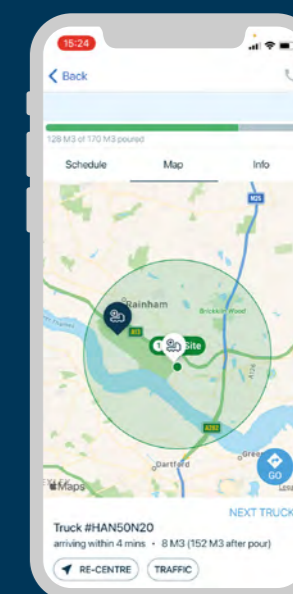 15:24
Back
128 M3 of 170 M3 poured
Schedule Map Info
M25
Rainham
A13
1 Site
A126
A282
Dartford
GO
Maps
NEXT TRUCK
Truck #HAN50N20
arriving within 4 mins • 8 M3 (152 M3 after pour)
RE-CENTRE TRAFFIC